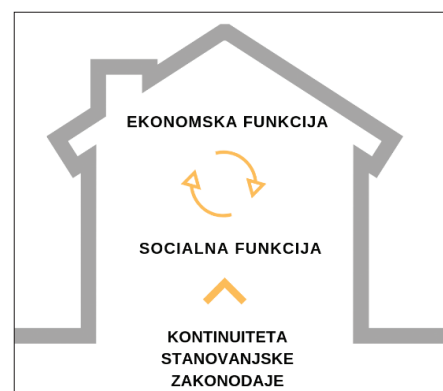 EKONOMSKA FUNKCIJA
SOCIALNA FUNKCIJA
KONTINUITETA
STANOVANJSKE
ZAKONODAJE